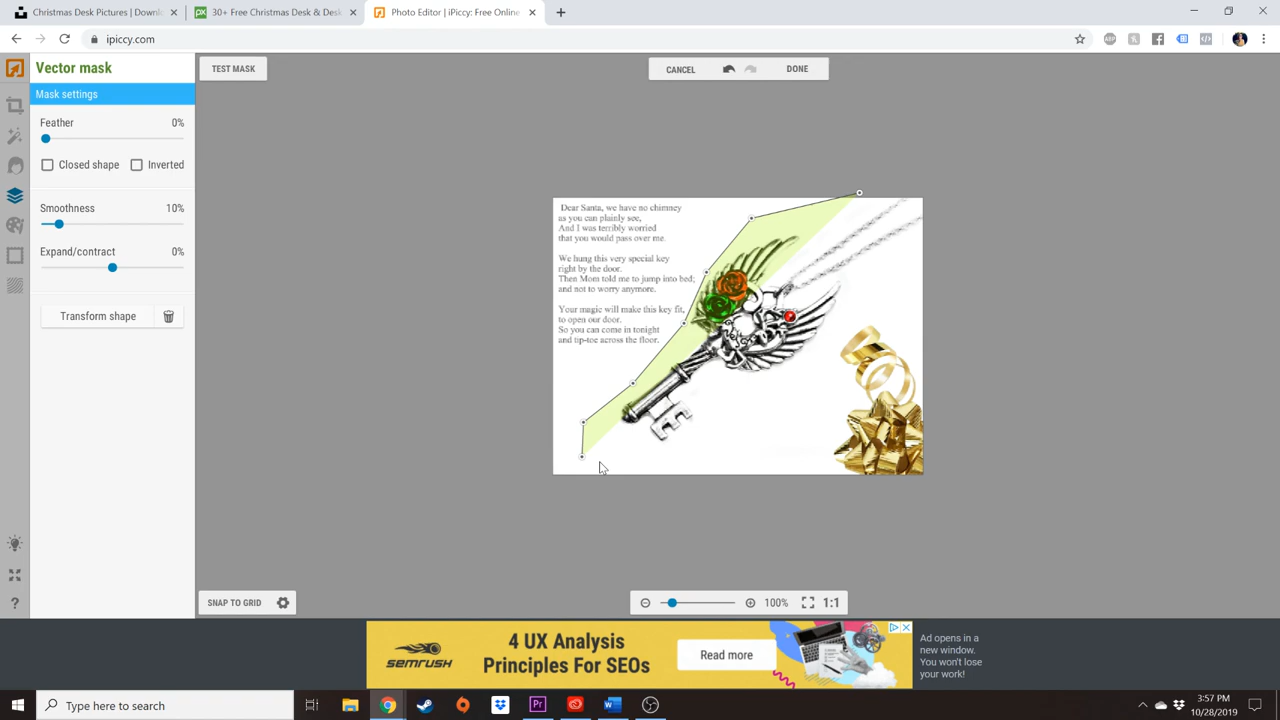 Christmas Desk Pictures | Downl
30+ Free Christmas Desk & Desk
Photo Editor | iPiccy: Free Online
ipiccy.com
Vector mask
TEST MASK
CANCEL
DONE
Mask settings
Feather 0%
Closed shape
Inverted
Smoothness 10%
Expand/contract 0%
Transform shape
Dear Santa, we have no chimney
as you can plainly see,
And I was terribly worried
that you would pass over me.
We hung this very special key
right by the door.
Then Mom told me to jump into bed;
and not to worry anymore.
Your magic will make this key fit,
to open our door.
So you can come in tonight
and tip-toe across the floor.
SNAP TO GRID
100%
1:1
SEMRUSH
4 UX Analysis
Principles For SEOs
Read more
Ad opens in a
new window.
You won't lose
your work!
Type here to search
3:57 PM
10/28/2019